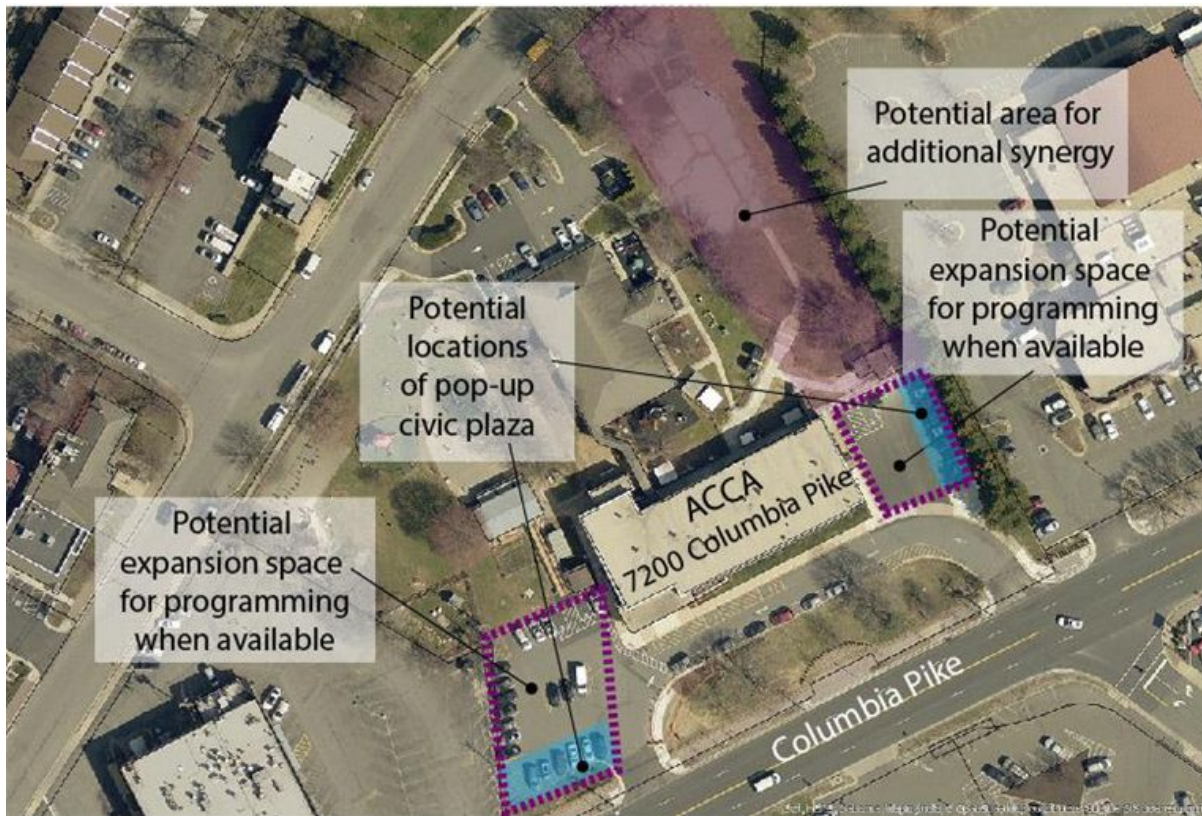 Potential area for
additional synergy
Potential
expansion space
for programming
when available
Potential
locations
of pop-up
civic plaza
ACCA
7200 Columbia Pike
Potential
expansion space
for programming
when available
Columbia Pike